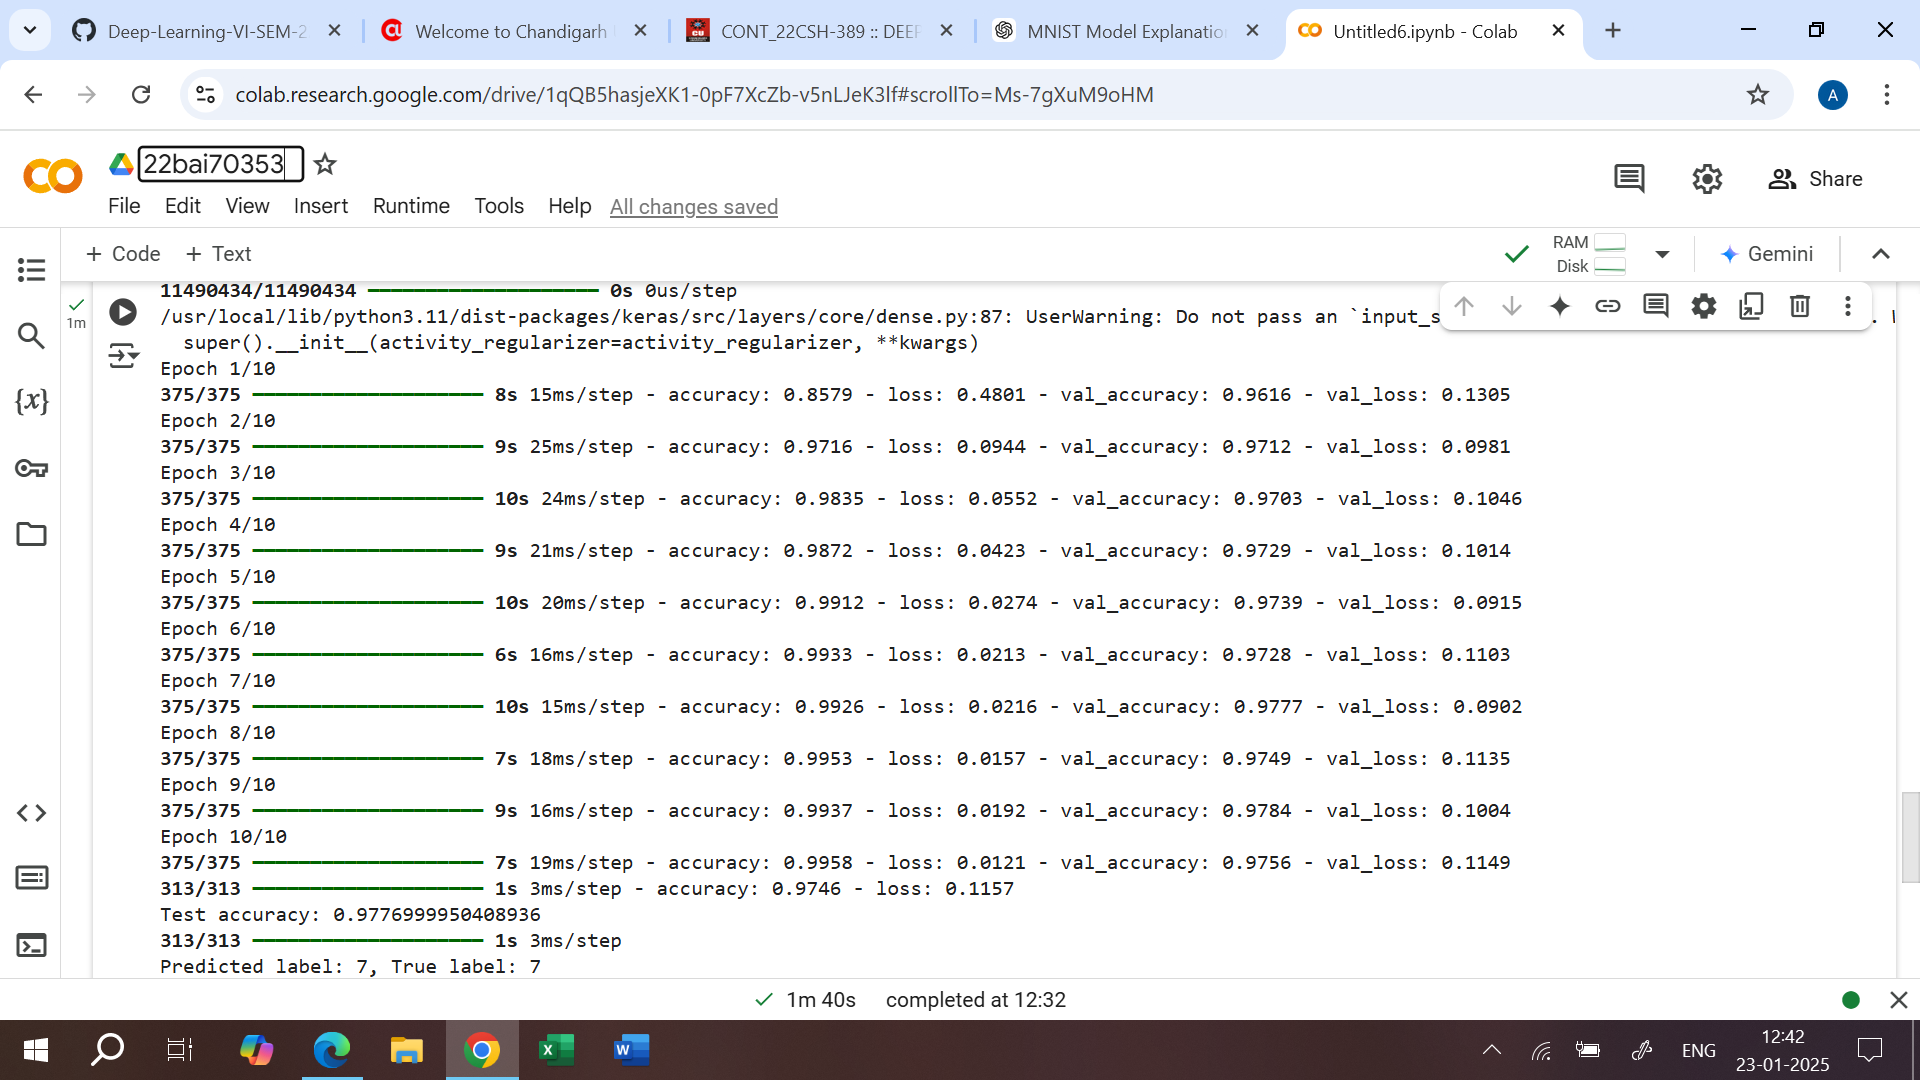 Deep-Learning-VI-SEM-2
Welcome to Chandigarh
CONT_22CSH-389 :: DEEP
MNIST Model Explanation
Untitled6.ipynb - Colab
colab.research.google.com/drive/1qQB5hasjeXK1-0pF7XcZb-v5nLJeK3lf#scrollTo=Ms-7gXuM9oHM
A
22bai70353
Share
File Edit View Insert Runtime Tools Help All changes saved
+ Code + Text
RAM
Disk
Gemini
1m
11490434/11490434 0s 0us/step
/usr/local/lib/python3.11/dist-packages/keras/src/layers/core/dense.py:87: UserWarning: Do not pass an `input_s
super().__init__(activity_regularizer=activity_regularizer, **kwargs)
Epoch 1/10
375/375 8s 15ms/step - accuracy: 0.8579 - loss: 0.4801 - val_accuracy: 0.9616 - val_loss: 0.1305
Epoch 2/10
375/375 9s 25ms/step - accuracy: 0.9716 - loss: 0.0944 - val_accuracy: 0.9712 - val_loss: 0.0981
Epoch 3/10
375/375 10s 24ms/step - accuracy: 0.9835 - loss: 0.0552 - val_accuracy: 0.9703 - val_loss: 0.1046
Epoch 4/10
375/375 9s 21ms/step - accuracy: 0.9872 - loss: 0.0423 - val_accuracy: 0.9729 - val_loss: 0.1014
Epoch 5/10
375/375 10s 20ms/step - accuracy: 0.9912 - loss: 0.0274 - val_accuracy: 0.9739 - val_loss: 0.0915
Epoch 6/10
375/375 6s 16ms/step - accuracy: 0.9933 - loss: 0.0213 - val_accuracy: 0.9728 - val_loss: 0.1103
Epoch 7/10
375/375 10s 15ms/step - accuracy: 0.9926 - loss: 0.0216 - val_accuracy: 0.9777 - val_loss: 0.0902
Epoch 8/10
375/375 7s 18ms/step - accuracy: 0.9953 - loss: 0.0157 - val_accuracy: 0.9749 - val_loss: 0.1135
Epoch 9/10
375/375 9s 16ms/step - accuracy: 0.9937 - loss: 0.0192 - val_accuracy: 0.9784 - val_loss: 0.1004
Epoch 10/10
375/375 7s 19ms/step - accuracy: 0.9958 - loss: 0.0121 - val_accuracy: 0.9756 - val_loss: 0.1149
313/313 1s 3ms/step - accuracy: 0.9746 - loss: 0.1157
Test accuracy: 0.9776999950408936
313/313 1s 3ms/step
Predicted label: 7, True label: 7
1m 40s completed at 12:32
ENG
12:42
23-01-2025